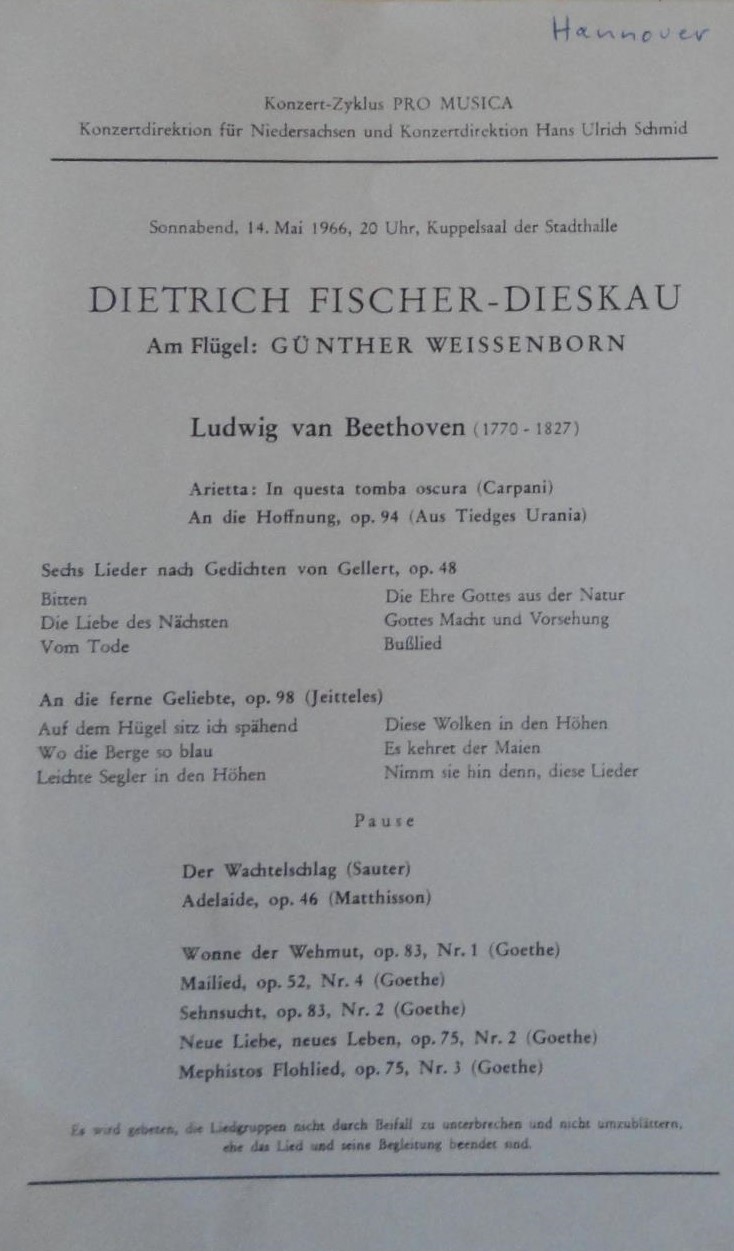 Hannover
Konzert-Zyklus PRO MUSICA
Konzertdirektion für Niedersachsen und Konzertdirektion Hans Ulrich Schmid
Sonnabend, 14. Mai 1966, 20 Uhr, Kuppelsaal der Stadthalle
DIETRICH FISCHER-DIESKAU
Am Flügel: GÜNTHER WEISSENBORN
Ludwig van Beethoven (1770 - 1827)
Arietta: In questa tomba oscura (Carpani)
An die Hoffnung, op. 94 (Aus Tiedges Urania)
Sechs Lieder nach Gedichten von Gellert, op. 48
Bitten
Die Liebe des Nächsten
Vom Tode
Die Ehre Gottes aus der Natur
Gottes Macht und Vorsehung
Bußlied
An die ferne Geliebte, op. 98 (Jeitteles)
Auf dem Hügel sitz ich spähend
Wo die Berge so blau
Leichte Segler in den Höhen
Diese Wolken in den Höhen
Es kehret der Maien
Nimm sie hin denn, diese Lieder
Pause
Der Wachtelschlag (Sauter)
Adelaide, op. 46 (Matthisson)
Wonne der Wehmut, op. 83, Nr. 1 (Goethe)
Mailied, op. 52, Nr. 4 (Goethe)
Sehnsucht, op. 83, Nr. 2 (Goethe)
Neue Liebe, neues Leben, op. 75, Nr. 2 (Goethe)
Mephistos Flohlied, op. 75, Nr. 3 (Goethe)
Es wird gebeten, die Liedgruppen nicht durch Beifall zu unterbrechen und nicht umzublättern,
ehe das Lied und seine Begleitung beendet sind.